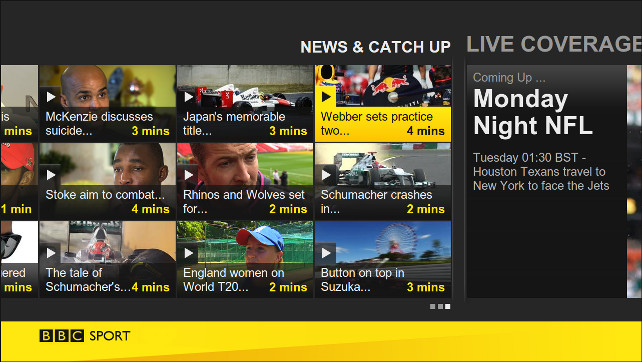 NEWS & CATCH UP
LIVE COVERAGE
is
mins
McKenzie discusses
suicide...
3 mins
Japan's memorable
title...
3 mins
Webber sets practice
two...
4 mins
1 min
Stoke aim to combat...
4 mins
Rhinos and Wolves set
for...
2 mins
Schumacher crashes
in...
2 mins
ered
mins
The tale of
Schumacher's...
4 mins
England women on
World T20...
2 mins
Button on top in
Suzuka...
3 mins
Coming Up ...
Monday
Night NFL
Tuesday 01:30 BST -
Houston Texans travel to
New York to face the Jets
BBC SPORT